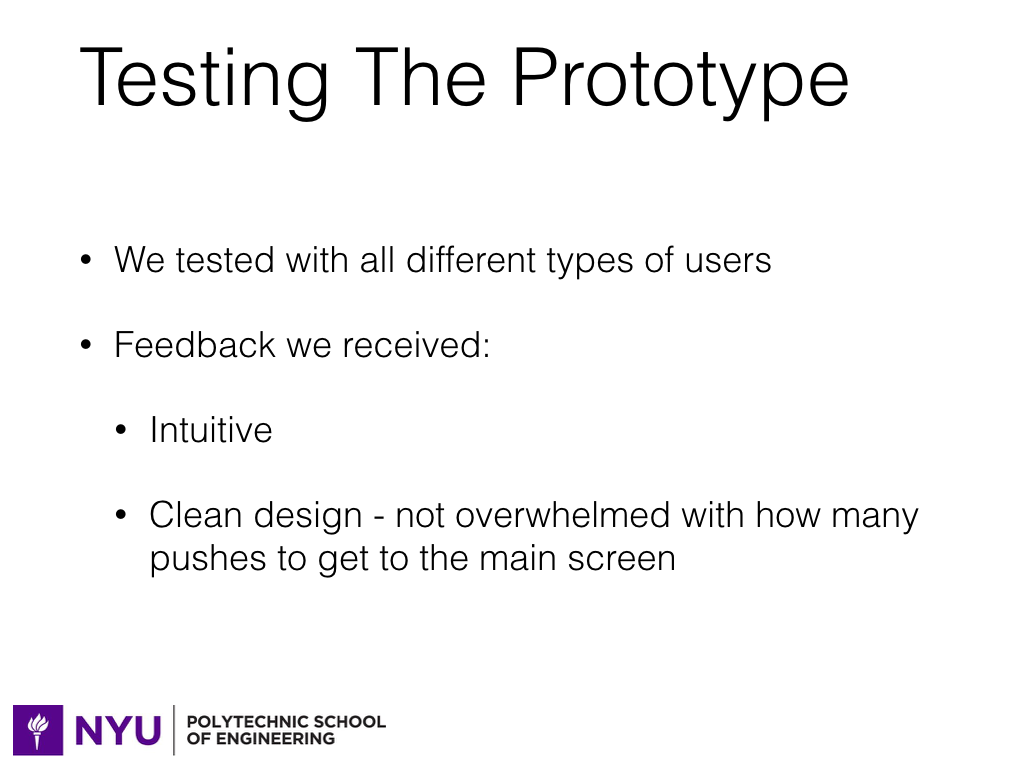 Testing The Prototype
• We tested with all different types of users
• Feedback we received:
• Intuitive
• Clean design - not overwhelmed with how many
pushes to get to the main screen
NYU
POLYTECHNIC SCHOOL
OF ENGINEERING